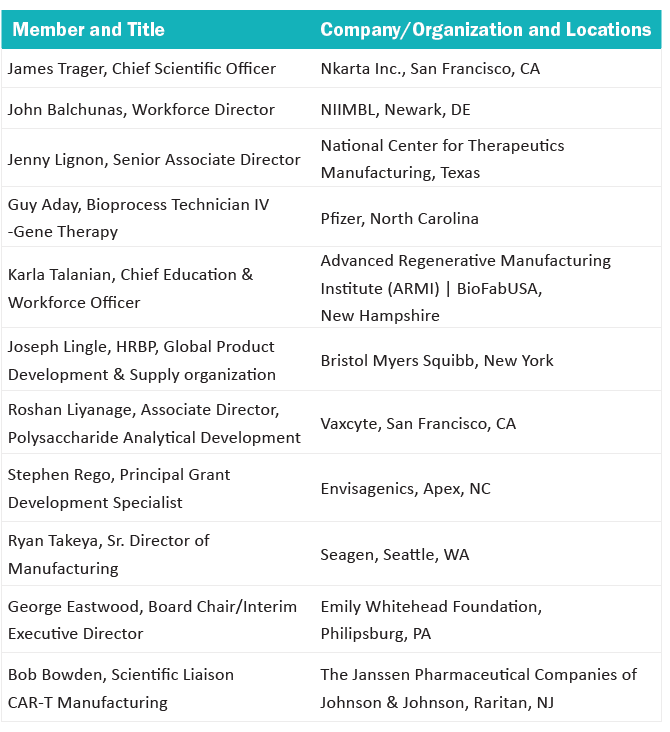 Member and Title
Company/Organization and Locations
James Trager, Chief Scientific Officer
Nkarta Inc., San Francisco, CA
John Balchunas, Workforce Director
NIIMBL, Newark, DE
Jenny Lignon, Senior Associate Director
National Center for Therapeutics
Manufacturing, Texas
Guy Aday, Bioprocess Technician IV
-Gene Therapy
Pfizer, North Carolina
Karla Talanian, Chief Education &
Workforce Officer
Advanced Regenerative Manufacturing
Institute (ARMI) | BioFabUSA,
New Hampshire
Joseph Lingle, HRBP, Global Product
Development & Supply organization
Bristol Myers Squibb, New York
Roshan Liyanage, Associate Director,
Polysaccharide Analytical Development
Vaxcyte, San Francisco, CA
Stephen Rego, Principal Grant
Development Specialist
Envisagenics, Apex, NC
Ryan Takeya, Sr. Director of
Manufacturing
Seagen, Seattle, WA
George Eastwood, Board Chair/Interim
Executive Director
Emily Whitehead Foundation,
Philipsburg, PA
Bob Bowden, Scientific Liaison
CAR-T Manufacturing
The Janssen Pharmaceutical Companies of
Johnson & Johnson, Raritan, NJ